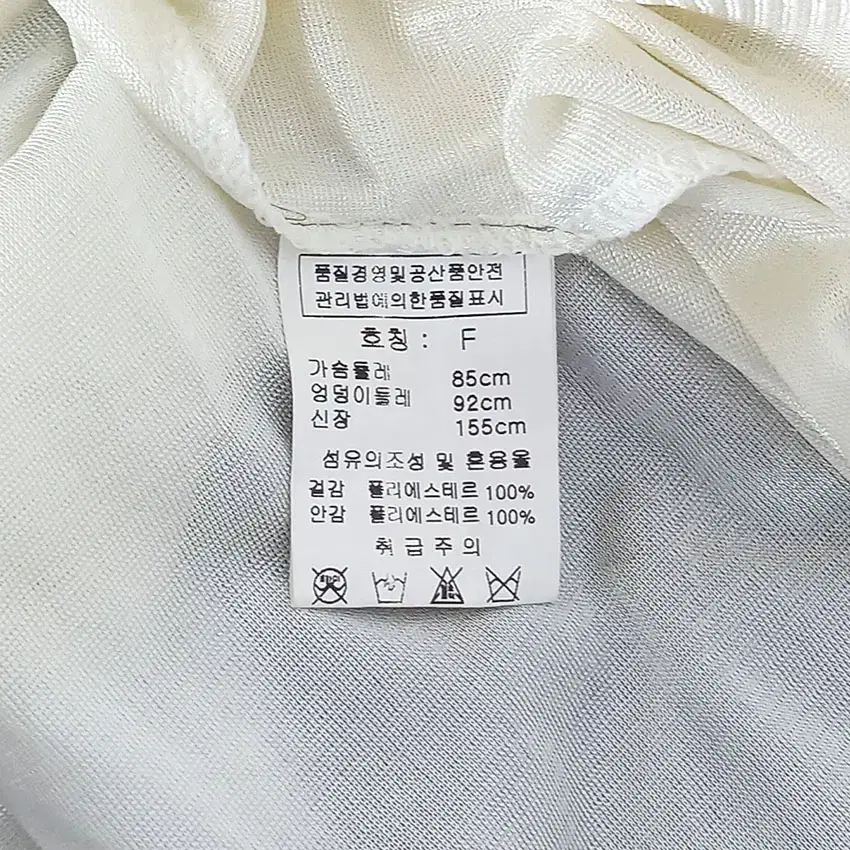 품질경영및공산품안전
관리법에의한품질표시
호칭 : F
가슴둘레 85cm
엉덩이둘레 92cm
신장 155cm
섬유의조성 및 혼용율
겉감 폴리에스테르 100%
안감 폴리에스테르 100%
취급주의